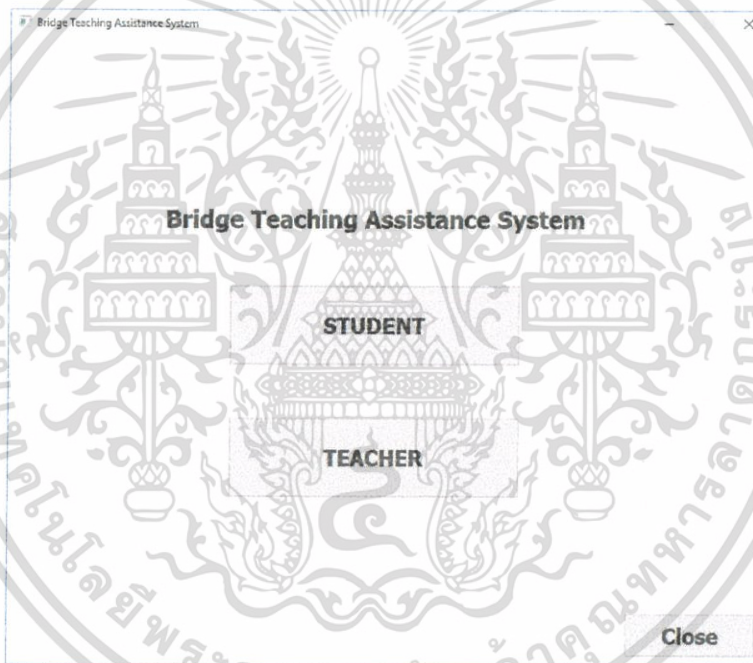 Bridge Teaching Assistance System
Bridge Teaching Assistance System
STUDENT
TEACHER
Close